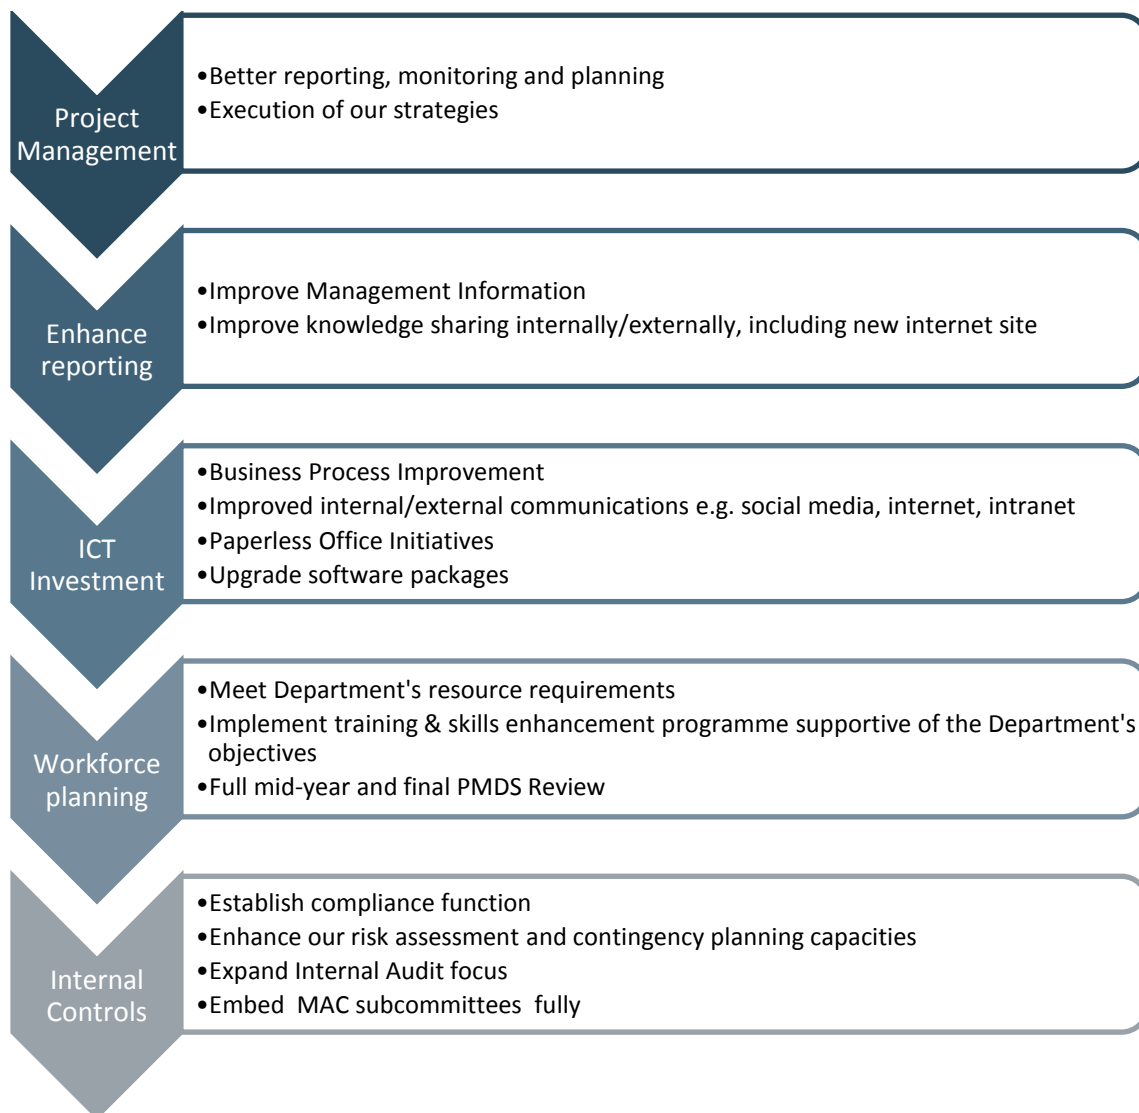 Project
Management
•Better reporting, monitoring and planning
•Execution of our strategies
Enhance
reporting
•Improve Management Information
•Improve knowledge sharing internally/externally, including new internet site
ICT
Investment
•Business Process Improvement
•Improved internal/external communications e.g. social media, internet, intranet
•Paperless Office Initiatives
•Upgrade software packages
Workforce
planning
•Meet Department's resource requirements
•Implement training & skills enhancement programme supportive of the Department's
objectives
•Full mid-year and final PMDS Review
Internal
Controls
•Establish compliance function
•Enhance our risk assessment and contingency planning capacities
•Expand Internal Audit focus
•Embed  MAC subcommittees  fully